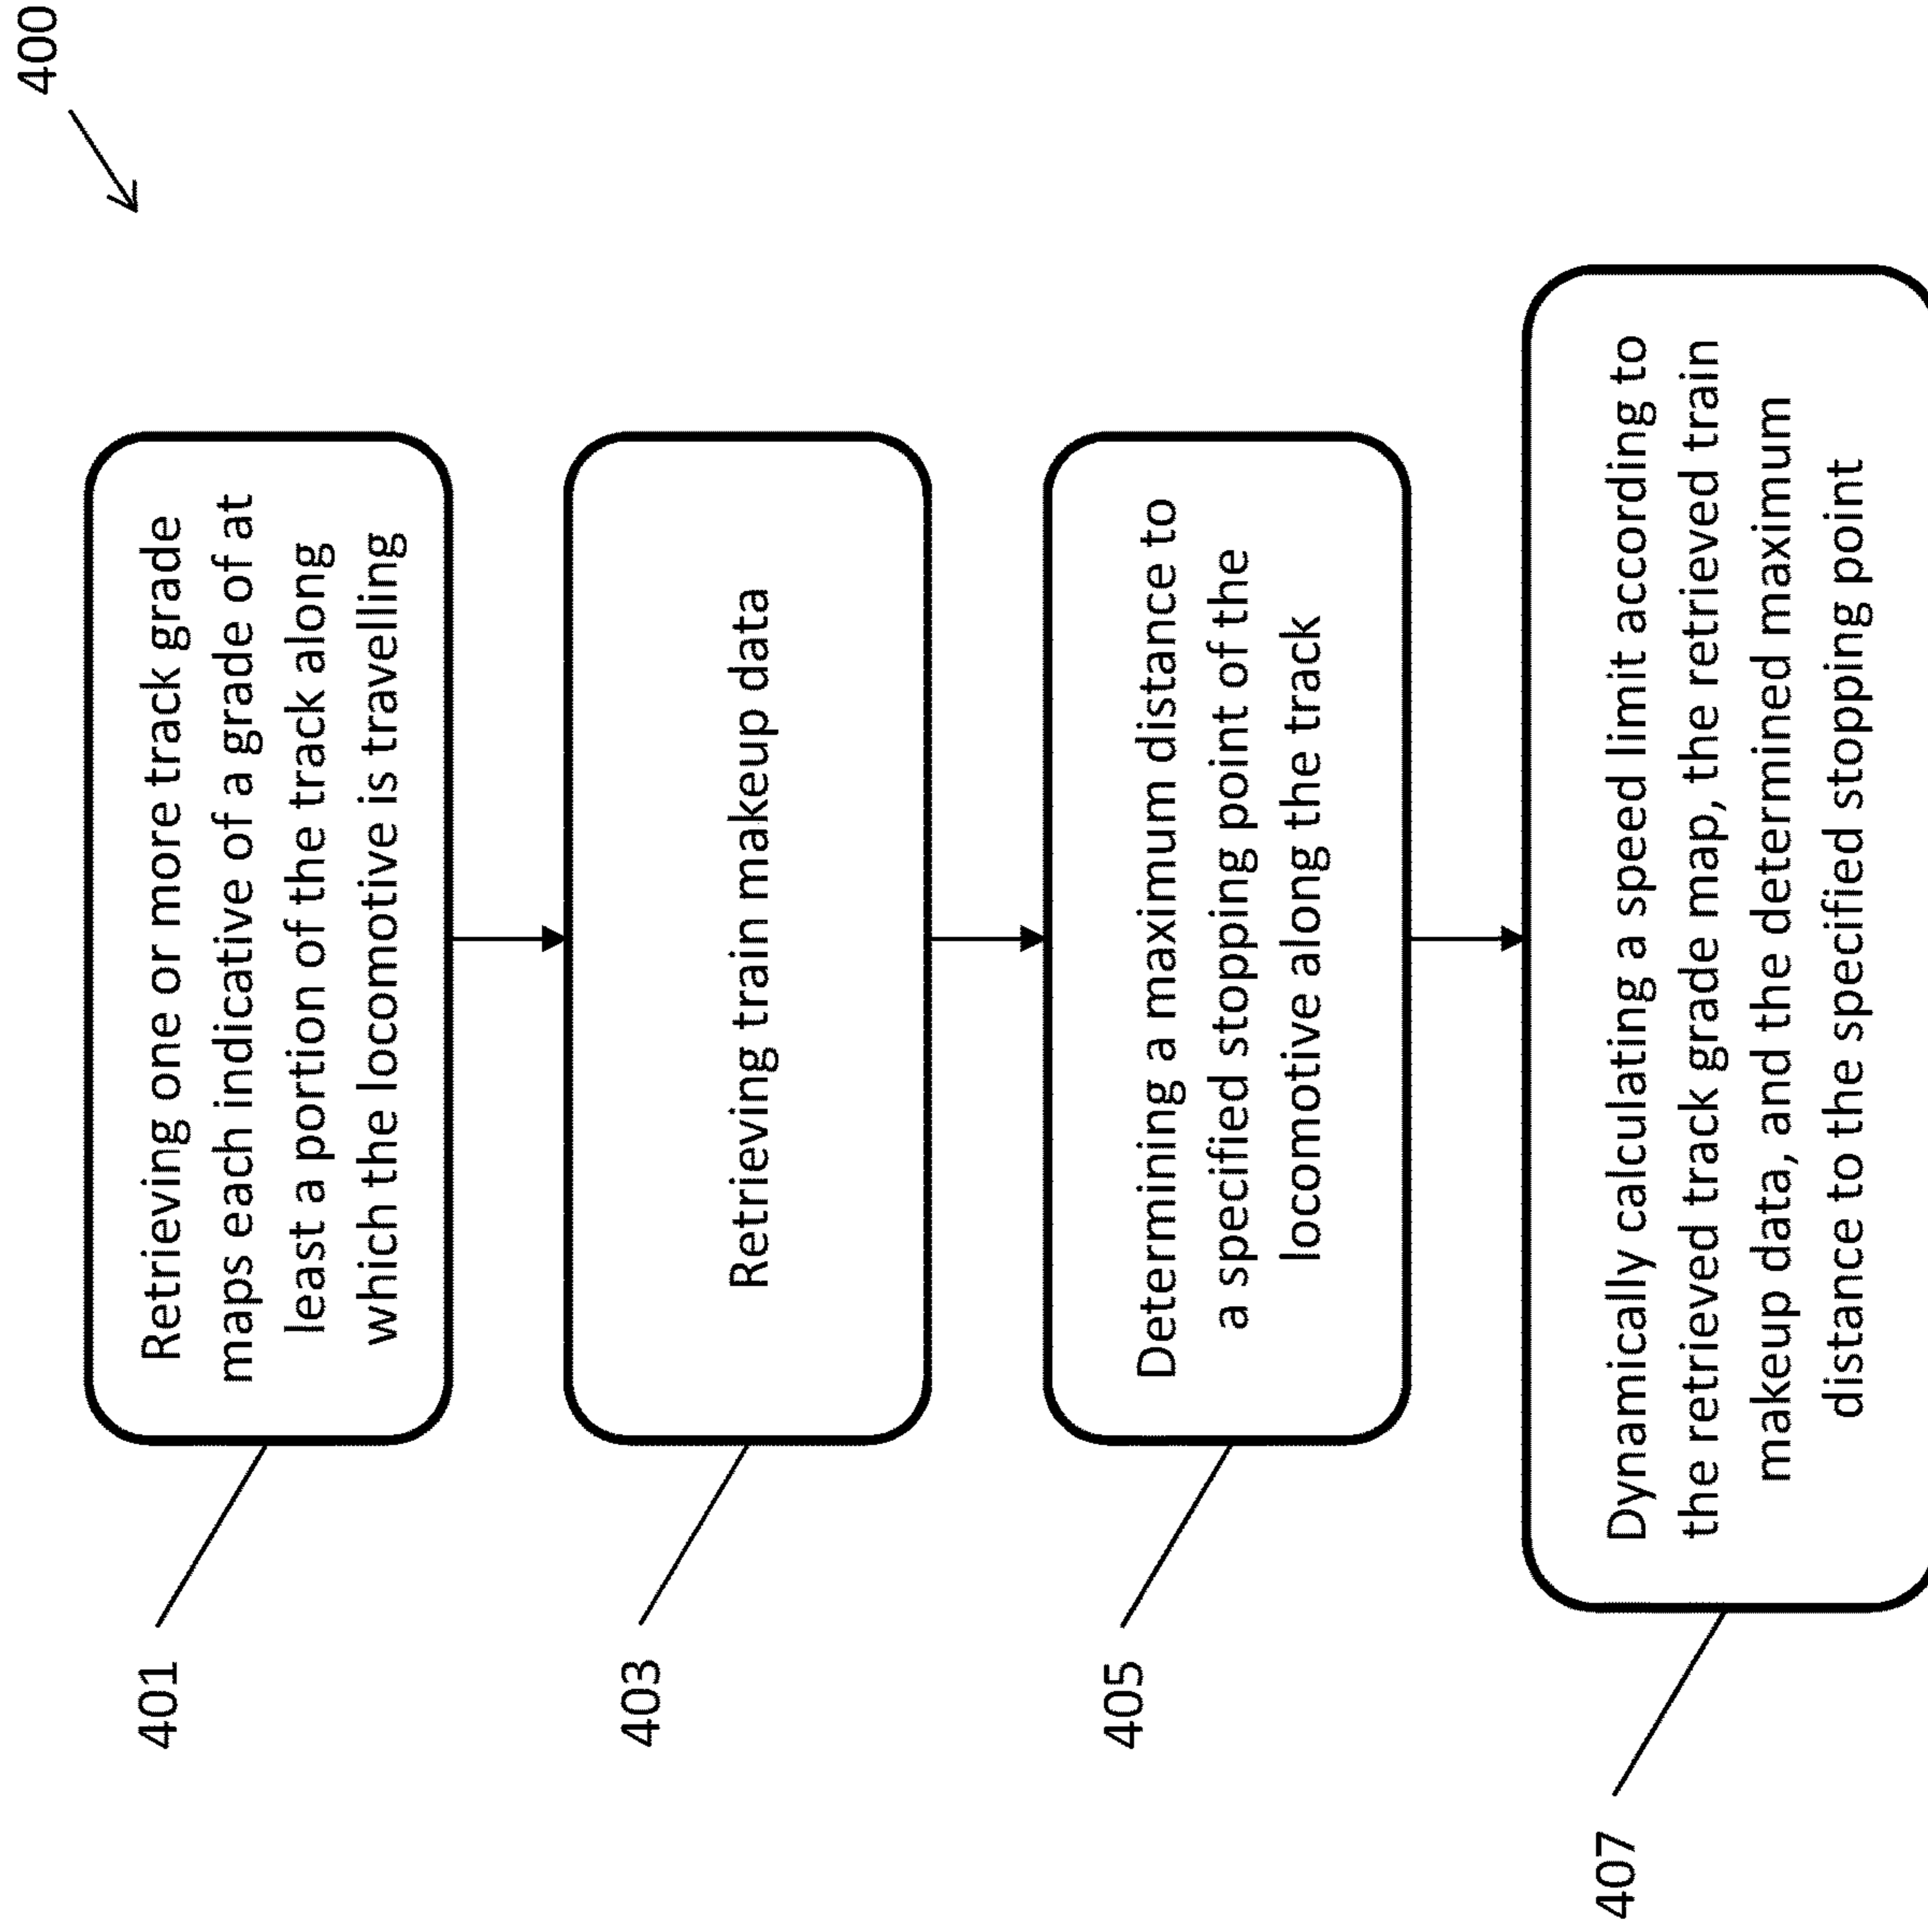 400
401
Retrieving one or more track grade
maps each indicative of a grade of at
least a portion of the track along
which the locomotive is travelling
403
Retrieving train makeup data
405
Determining a maximum distance to
a specified stopping point of the
locomotive along the track
407
Dynamically calculating a speed limit according to
the retrieved track grade map, the retrieved train
makeup data, and the determined maximum
distance to the specified stopping point